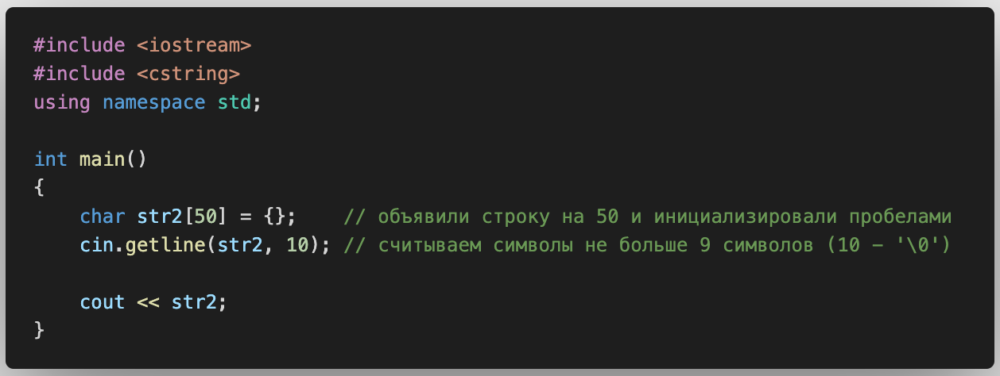 #include <iostream>
#include <cstring>
using namespace std;
int main()
{
char str2[50] = {}; // объявили строку на 50 и инициализировали пробелами
cin.getline(str2, 10); // считываем символы не больше 9 символов (10 - '\0')
cout << str2;
}